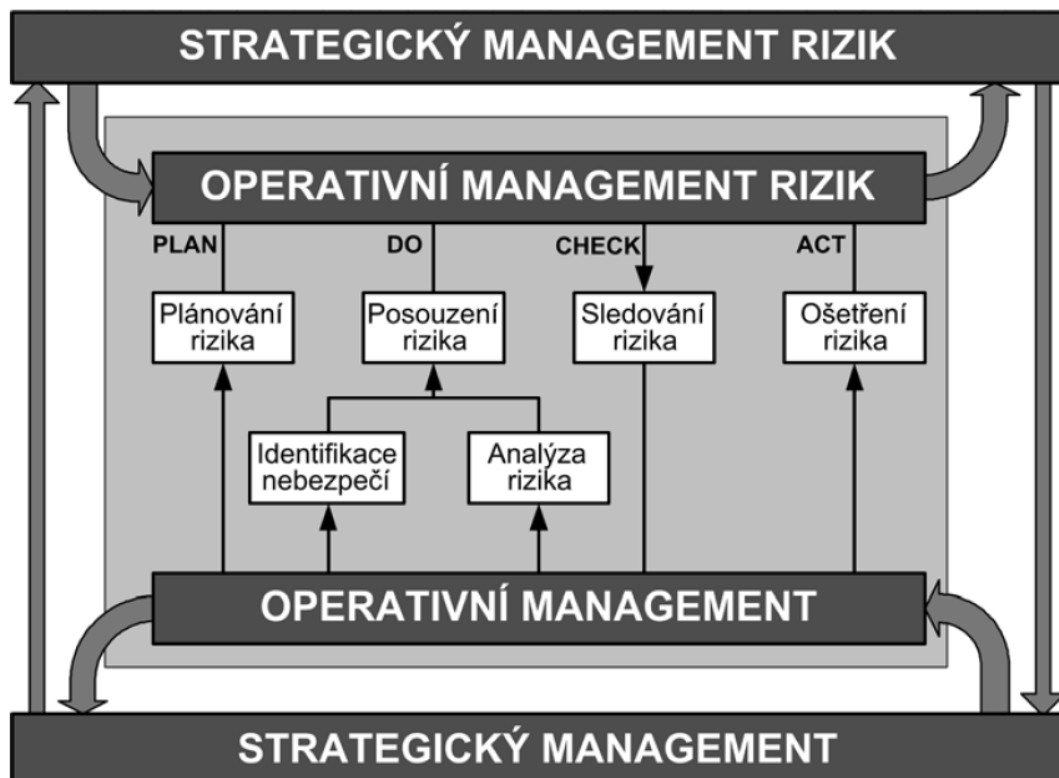 STRATEGICKÝ MANAGEMENT RIZIK
OPERATIVNÍ MANAGEMENT RIZIK
PLAN
DO
CHECK
ACT
Plánování
rizika
Posouzení
rizika
Sledování
rizika
Ošetření
rizika
Identifikace
nebezpečí
Analýza
rizika
OPERATIVNÍ MANAGEMENT
STRATEGICKÝ MANAGEMENT